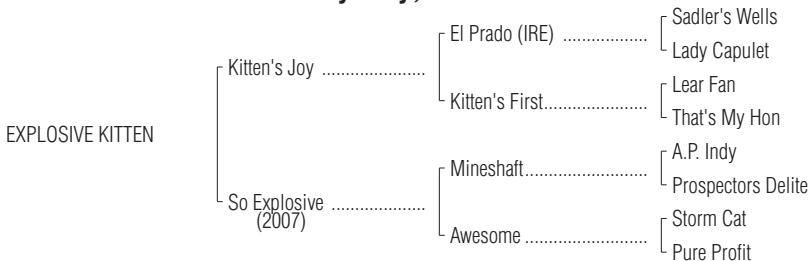 Sadler's Wells
El Prado (IRE) ..................
Lady Capulet
Kitten's Joy ......................
Lear Fan
Kitten's First......................
That's My Hon
EXPLOSIVE KITTEN
A.P. Indy
Mineshaft..........................
Prospectors Delite
So Explosive ....................
(2007)
Storm Cat
Awesome ..........................
Pure Profit